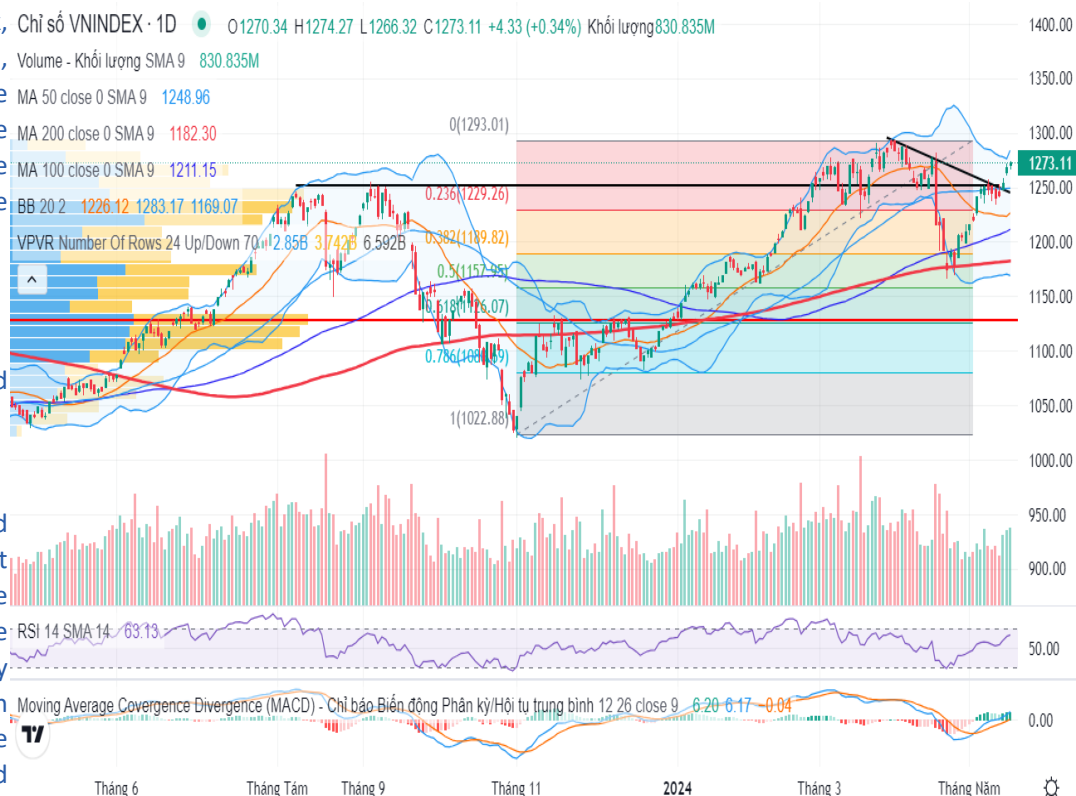 Chỉ số VNINDEX · 1D O1270.34 H1274.27 L1266.32 C1273.11 +4.33 (+0.34%) Khối lượng830.835M
Volume - Khối lượng SMA 9 830.835M
MA 50 close 0 SMA 9 1248.96
MA 200 close 0 SMA 9 1182.30
MA 100 close 0 SMA 9 1211.15
BB 20 2 1226.12 1283.17 1169.07
VPVR Number Of Rows 24 Up/Down 70 2.85B 3.742B 6.592B
0(1293.01)
0.236(1229.26)
0.382(1189.82)
0.5(1157.95)
0.618(1126.07)
1(1022.88)
1400.00
1350.00
1300.00
1273.11
1250.00
1200.00
1150.00
1100.00
1050.00
1000.00
950.00
900.00
RSI 14 SMA 14 63.13
50.00
Moving Average Covergence Divergence (MACD) - Chỉ báo Biến động Phân kỳ/Hội tụ trung bình 12 26 close 9 6.20 6.17 −0.04
0.00
Tháng 6 Tháng Tám Tháng 9 Tháng 11 2024 Tháng 3 Tháng Năm